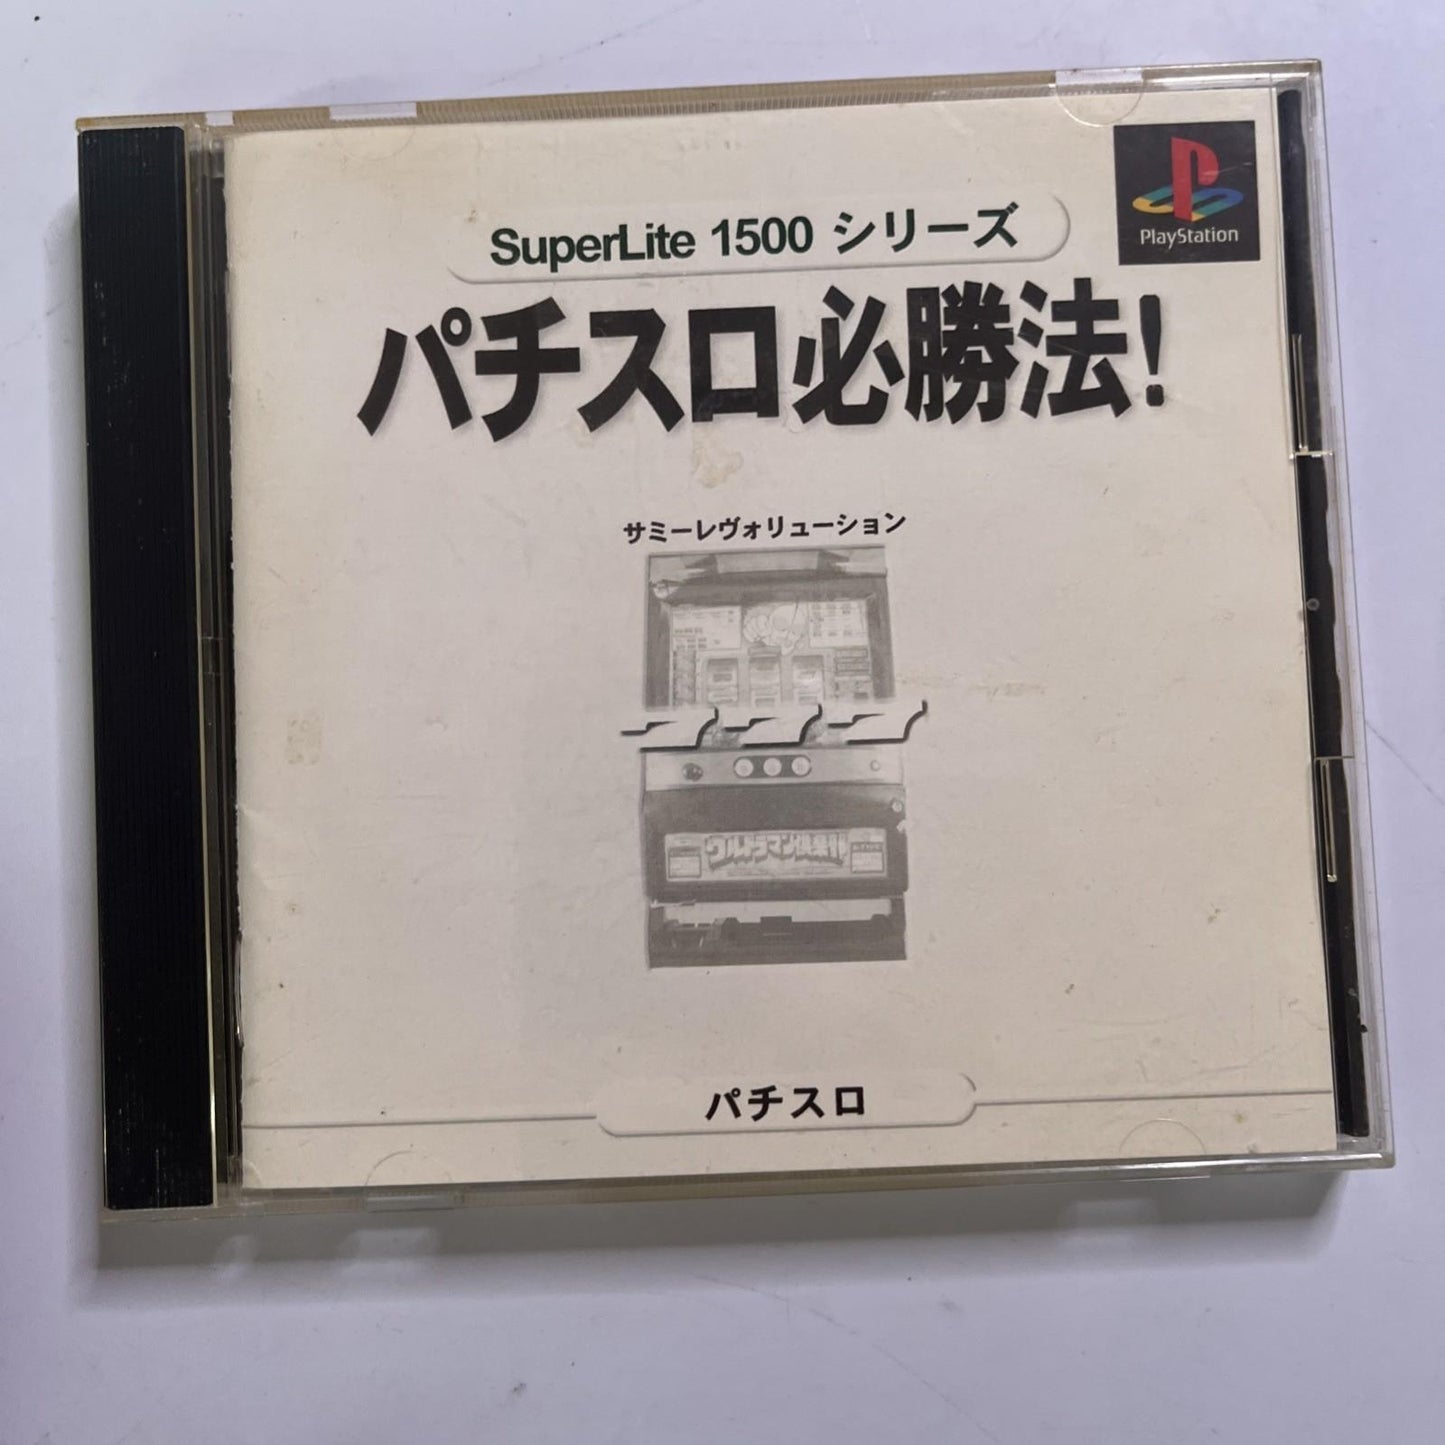 PlayStation
SuperLite 1500 シリーズ
パチスロ必勝法!
サミーレヴォリューション
777
ウルトラマン倶楽部
パチスロ